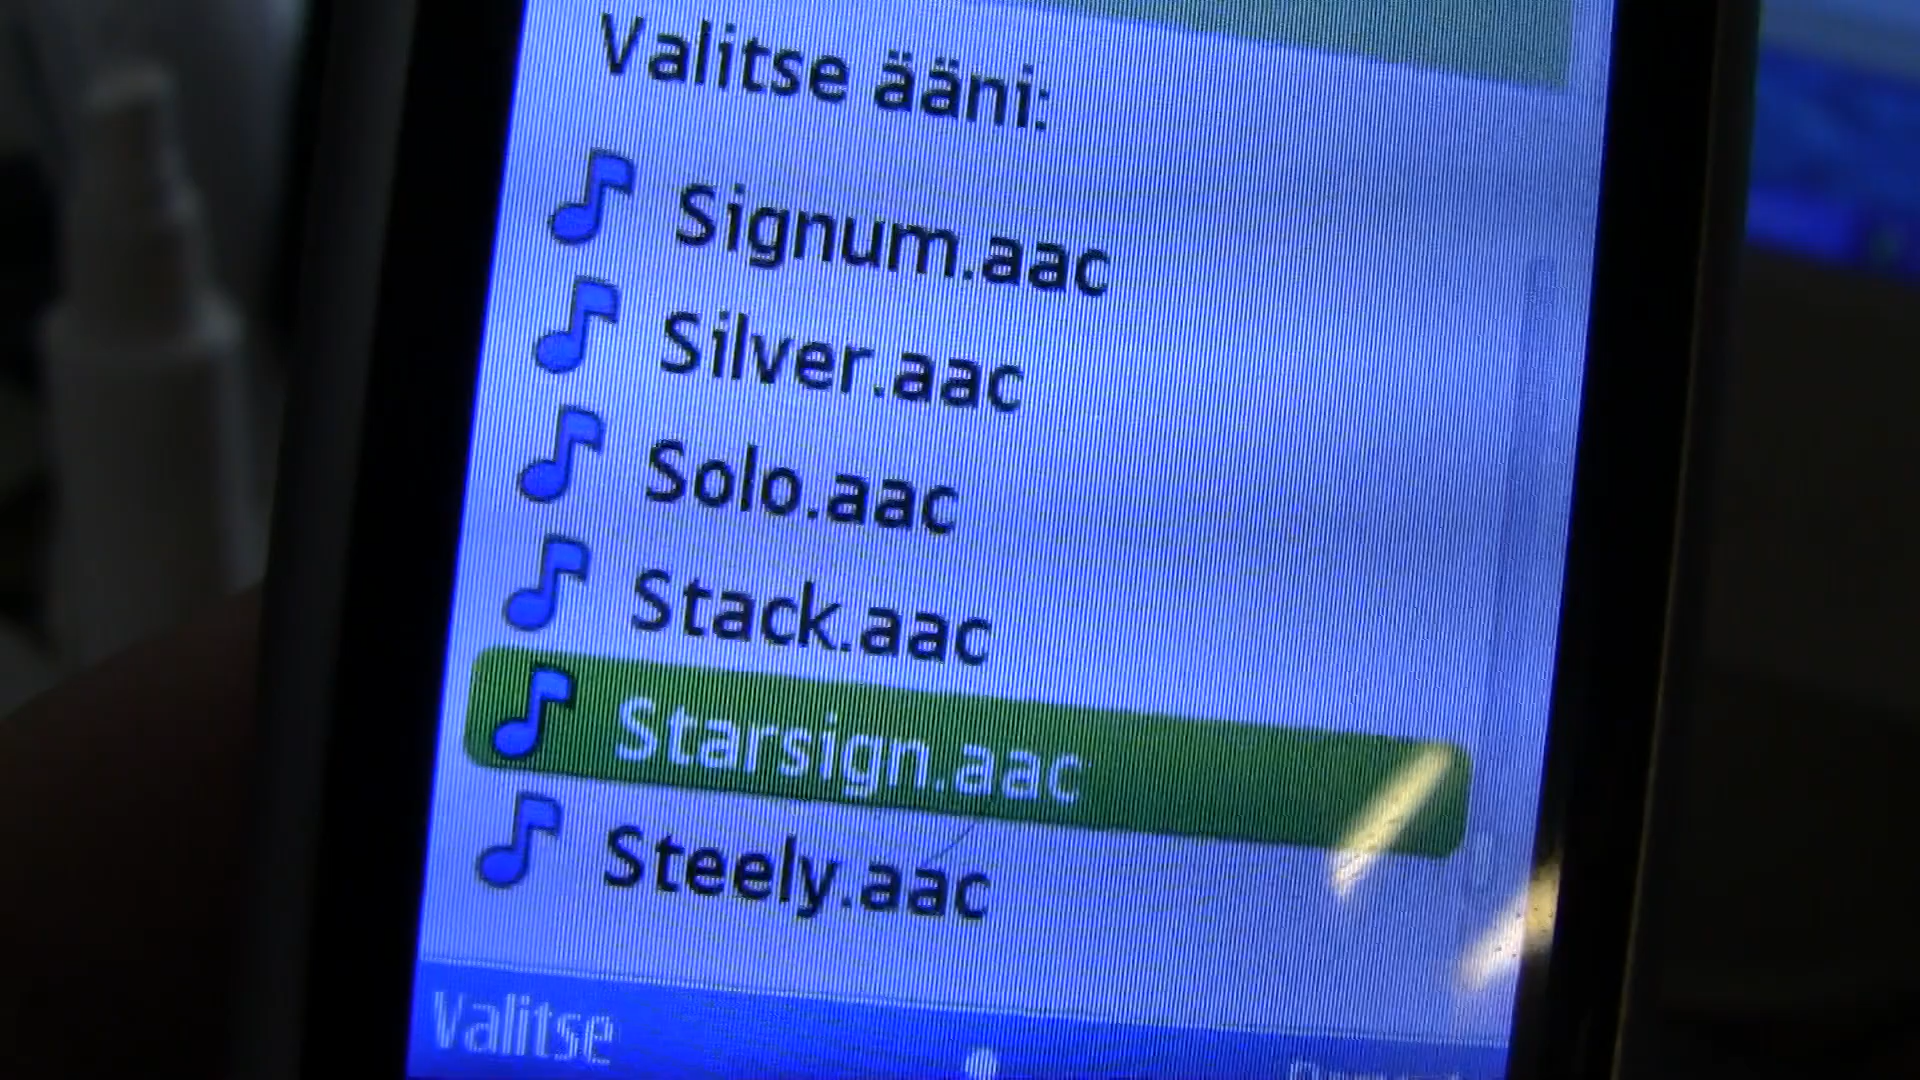 Valitse ääni:
Signum.aac
Silver.aac
Solo.aac
Stack.aac
Starsign.aac
Steely.aac
Valitse